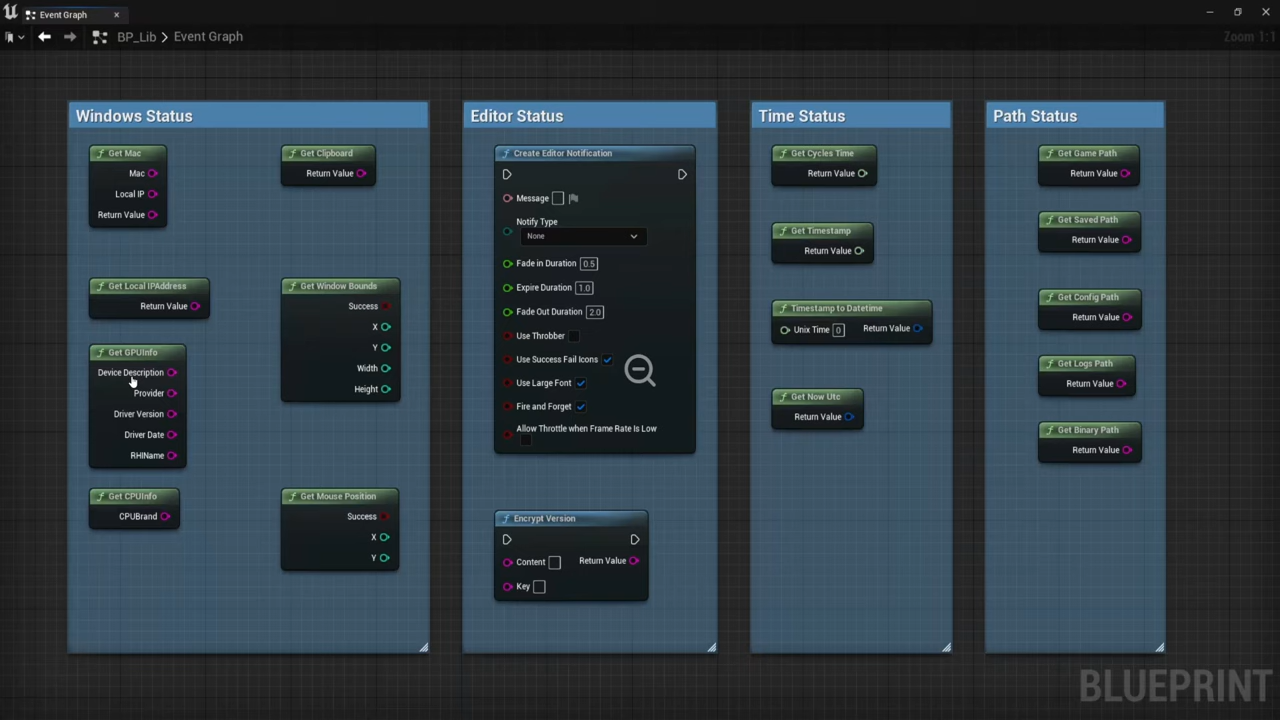 Event Graph
BP_Lib > Event Graph
Zoom 1:1
Windows Status
Get Mac
Mac
Local IP
Return Value
Get Clipboard
Return Value
Get Local IPAddress
Return Value
Get Window Bounds
Success
X
Y
Width
Height
Get GPUInfo
Device Description
Provider
Driver Version
Driver Date
RHIName
Get CPUInfo
CPUBrand
Get Mouse Position
Success
X
Y
Editor Status
Create Editor Notification
Message
Notify Type
None
Fade in Duration 0.5
Expire Duration 1.0
Fade Out Duration 2.0
Use Throbber
Use Success Fail Icons
Use Large Font
Fire and Forget
Allow Throttle when Frame Rate Is Low
Encrypt Version
Content Return Value
Key
Time Status
Get Cycles Time
Return Value
Get Timestamp
Return Value
Timestamp to Datetime
Unix Time 0 Return Value
Get Now Utc
Return Value
Path Status
Get Game Path
Return Value
Get Saved Path
Return Value
Get Config Path
Return Value
Get Logs Path
Return Value
Get Binary Path
Return Value
BLUEPRINT